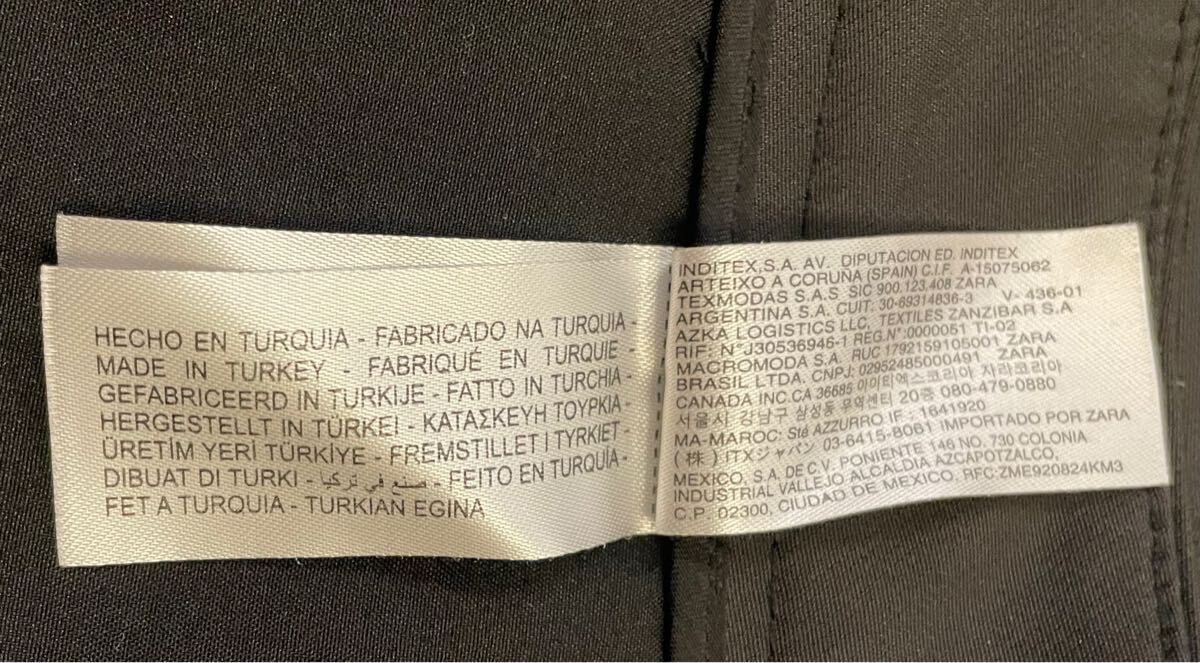 HECHO EN TURQUIA - FABRICADO NA TURQUIA -
MADE IN TURKEY - FABRIQUÉ EN TURQUIE -
GEFABRICEERD IN TURKIJE - FATTO IN TURCHIA -
HERGESTELLT IN TÜRKEI - ΚΑΤΑΣΚΕΥΗ ΤΟΥΡΚΙΑ -
ÜRETİM YERİ TÜRKİYE - FREMSTILLET I TYRKIET -
DIBUAT DI TURKI - صنع في تركيا - FEITO EN TURQUÍA -
FET A TURQUIA - TURKIAN EGINA
INDITEX,S.A. AV. DIPUTACION ED. INDITEX
ARTEIXO A CORUÑA (SPAIN) C.I.F. A-15075062
TEXMODAS S.A.S SIC 900.123.408 ZARA
ARGENTINA S.A. CUIT: 30-69314836-3 V- 436-01
AZKA LOGISTICS LLC, TEXTILES ZANZIBAR S.A
RIF: N°J30536946-1 REG.N°:0000051 TI-02
MACROMODA S.A. RUC 1792159105001 ZARA
BRASIL LTDA. CNPJ: 02952485000491 ZARA
CANADA INC.CA 36685 아이티엑스코리아 자라코리아
서울시 강남구 삼성동 무역센터 20층 080-479-0880
MA-MAROC: Sté AZZURRO IF : 1641920
(株) ITXジャパン 03-6415-8061 IMPORTADO POR ZARA
MEXICO, S.A. DE C.V. PONIENTE 146 NO. 730 COLONIA
INDUSTRIAL VALLEJO ALCALDIA AZCAPOTZALCO,
C.P. 02300, CIUDAD DE MEXICO. RFC:ZME920824KM3